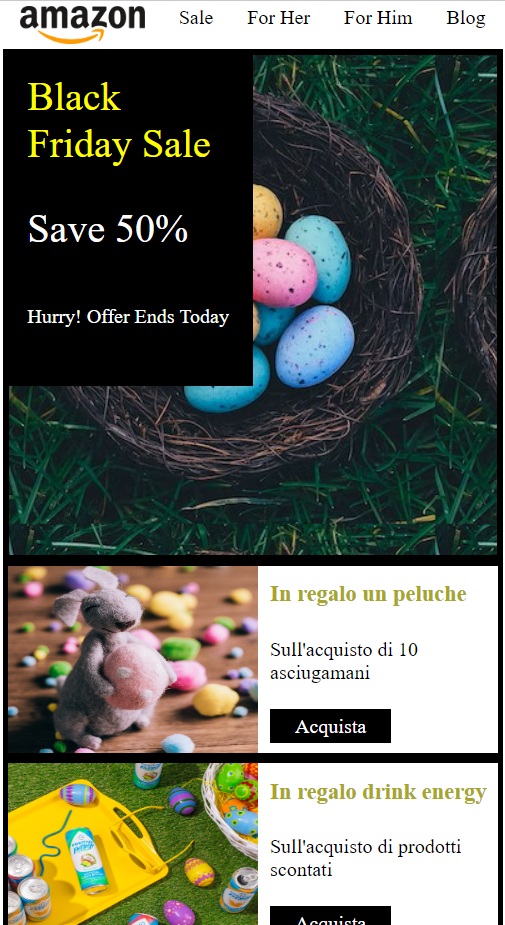 amazon
Sale
For Her
For Him
Blog
Black
Friday Sale
Save 50%
Hurry! Offer Ends Today
In regalo un peluche
Sull'acquisto di 10
asciugamani
Acquista
In regalo drink energy
Sull'acquisto di prodotti
scontati
Acquista